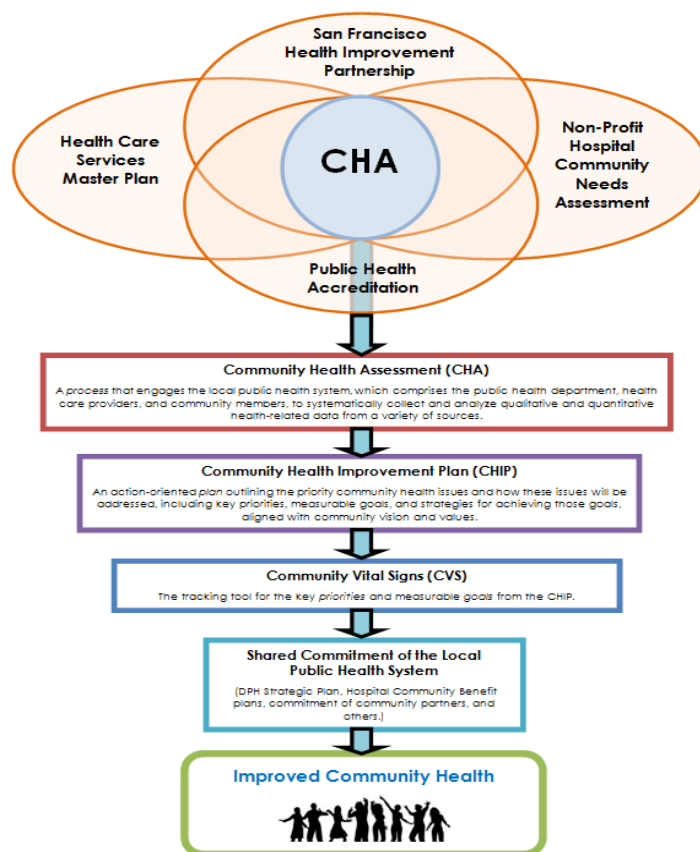 San Francisco
Health Improvement
Partnership
Health Care
Services
Master Plan
CHA
Non-Profit
Hospital
Community
Needs
Assessment
Public Health
Accreditation
Community Health Assessment (CHA)
A process that engages the local public health system, which comprises the public health department, health
care providers, and community members, to systematically collect and analyze qualitative and quantitative
health-related data from a variety of sources.
Community Health Improvement Plan (CHIP)
An action-oriented plan outlining the priority community health issues and how these issues will be
addressed, including key priorities, measurable goals, and strategies for achieving those goals,
aligned with community vision and values.
Community Vital Signs (CVS)
The tracking tool for the key priorities and measurable goals from the CHIP.
Shared Commitment of the Local
Public Health System
(DPH Strategic Plan, Hospital Community Benefit
plans, commitment of community partners, and
others.)
Improved Community Health